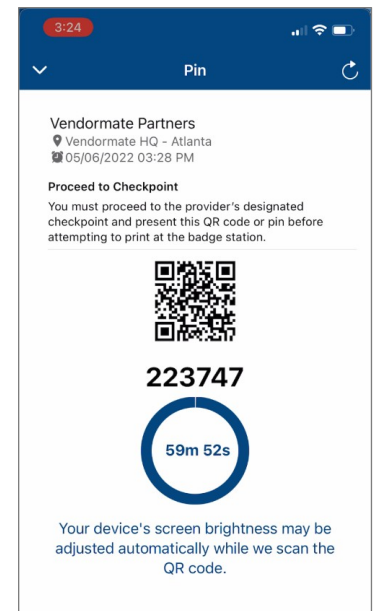 3:24
Pin
Vendormate Partners
Vendormate HQ - Atlanta
05/06/2022 03:28 PM
Proceed to Checkpoint
You must proceed to the provider's designated
checkpoint and present this QR code or pin before
attempting to print at the badge station.
223747
59m 52s
Your device's screen brightness may be
adjusted automatically while we scan the
QR code.